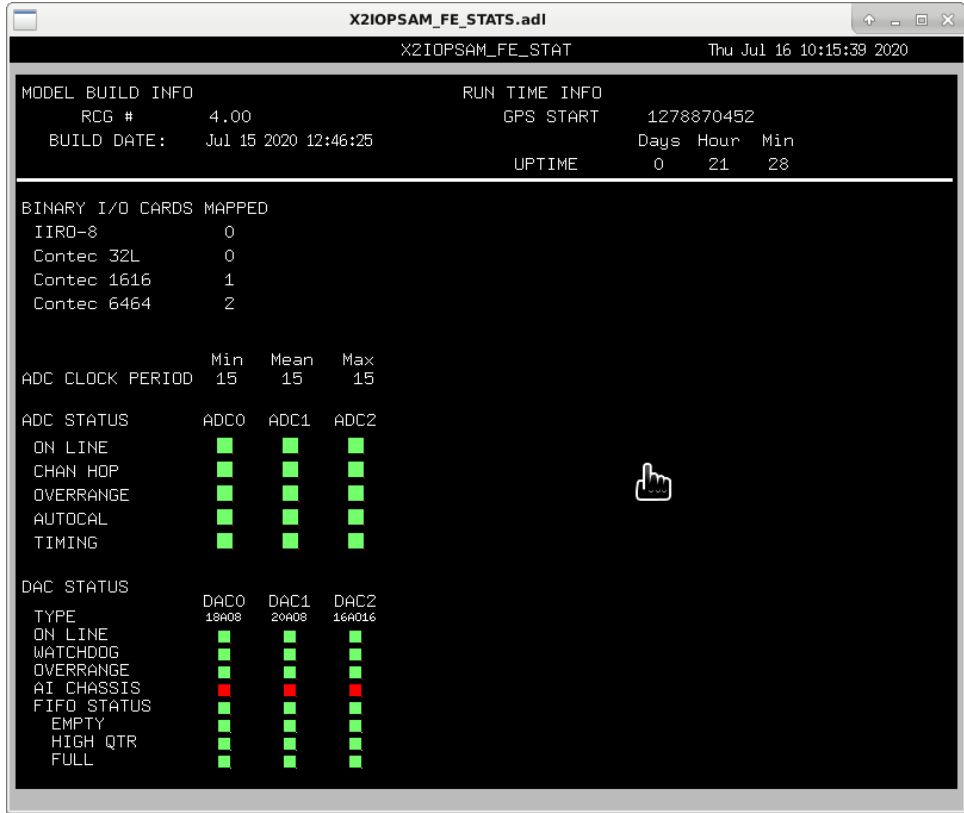 X2IOPSAM_FE_STATS.adl
X2IOPSAM_FE_STAT Thu Jul 16 10:15:39 2020
MODEL BUILD INFO RUN TIME INFO
RCG # 4.00 GPS START 1278870452
BUILD DATE: Jul 15 2020 12:46:25 Days Hour Min
UPTIME 0 21 28
BINARY I/O CARDS MAPPED
IIRO-8 0
Contec 32L 0
Contec 1616 1
Contec 6464 2
Min Mean Max
ADC CLOCK PERIOD 15 15 15
ADC STATUS ADC0 ADC1 ADC2
ON LINE
CHAN HOP
OVERRANGE
AUTOCAL
TIMING
DAC STATUS
DAC0 DAC1 DAC2
TYPE 18AO8 20AO8 16AO16
ON LINE
WATCHDOG
OVERRANGE
AI CHASSIS
FIFO STATUS
EMPTY
HIGH QTR
FULL